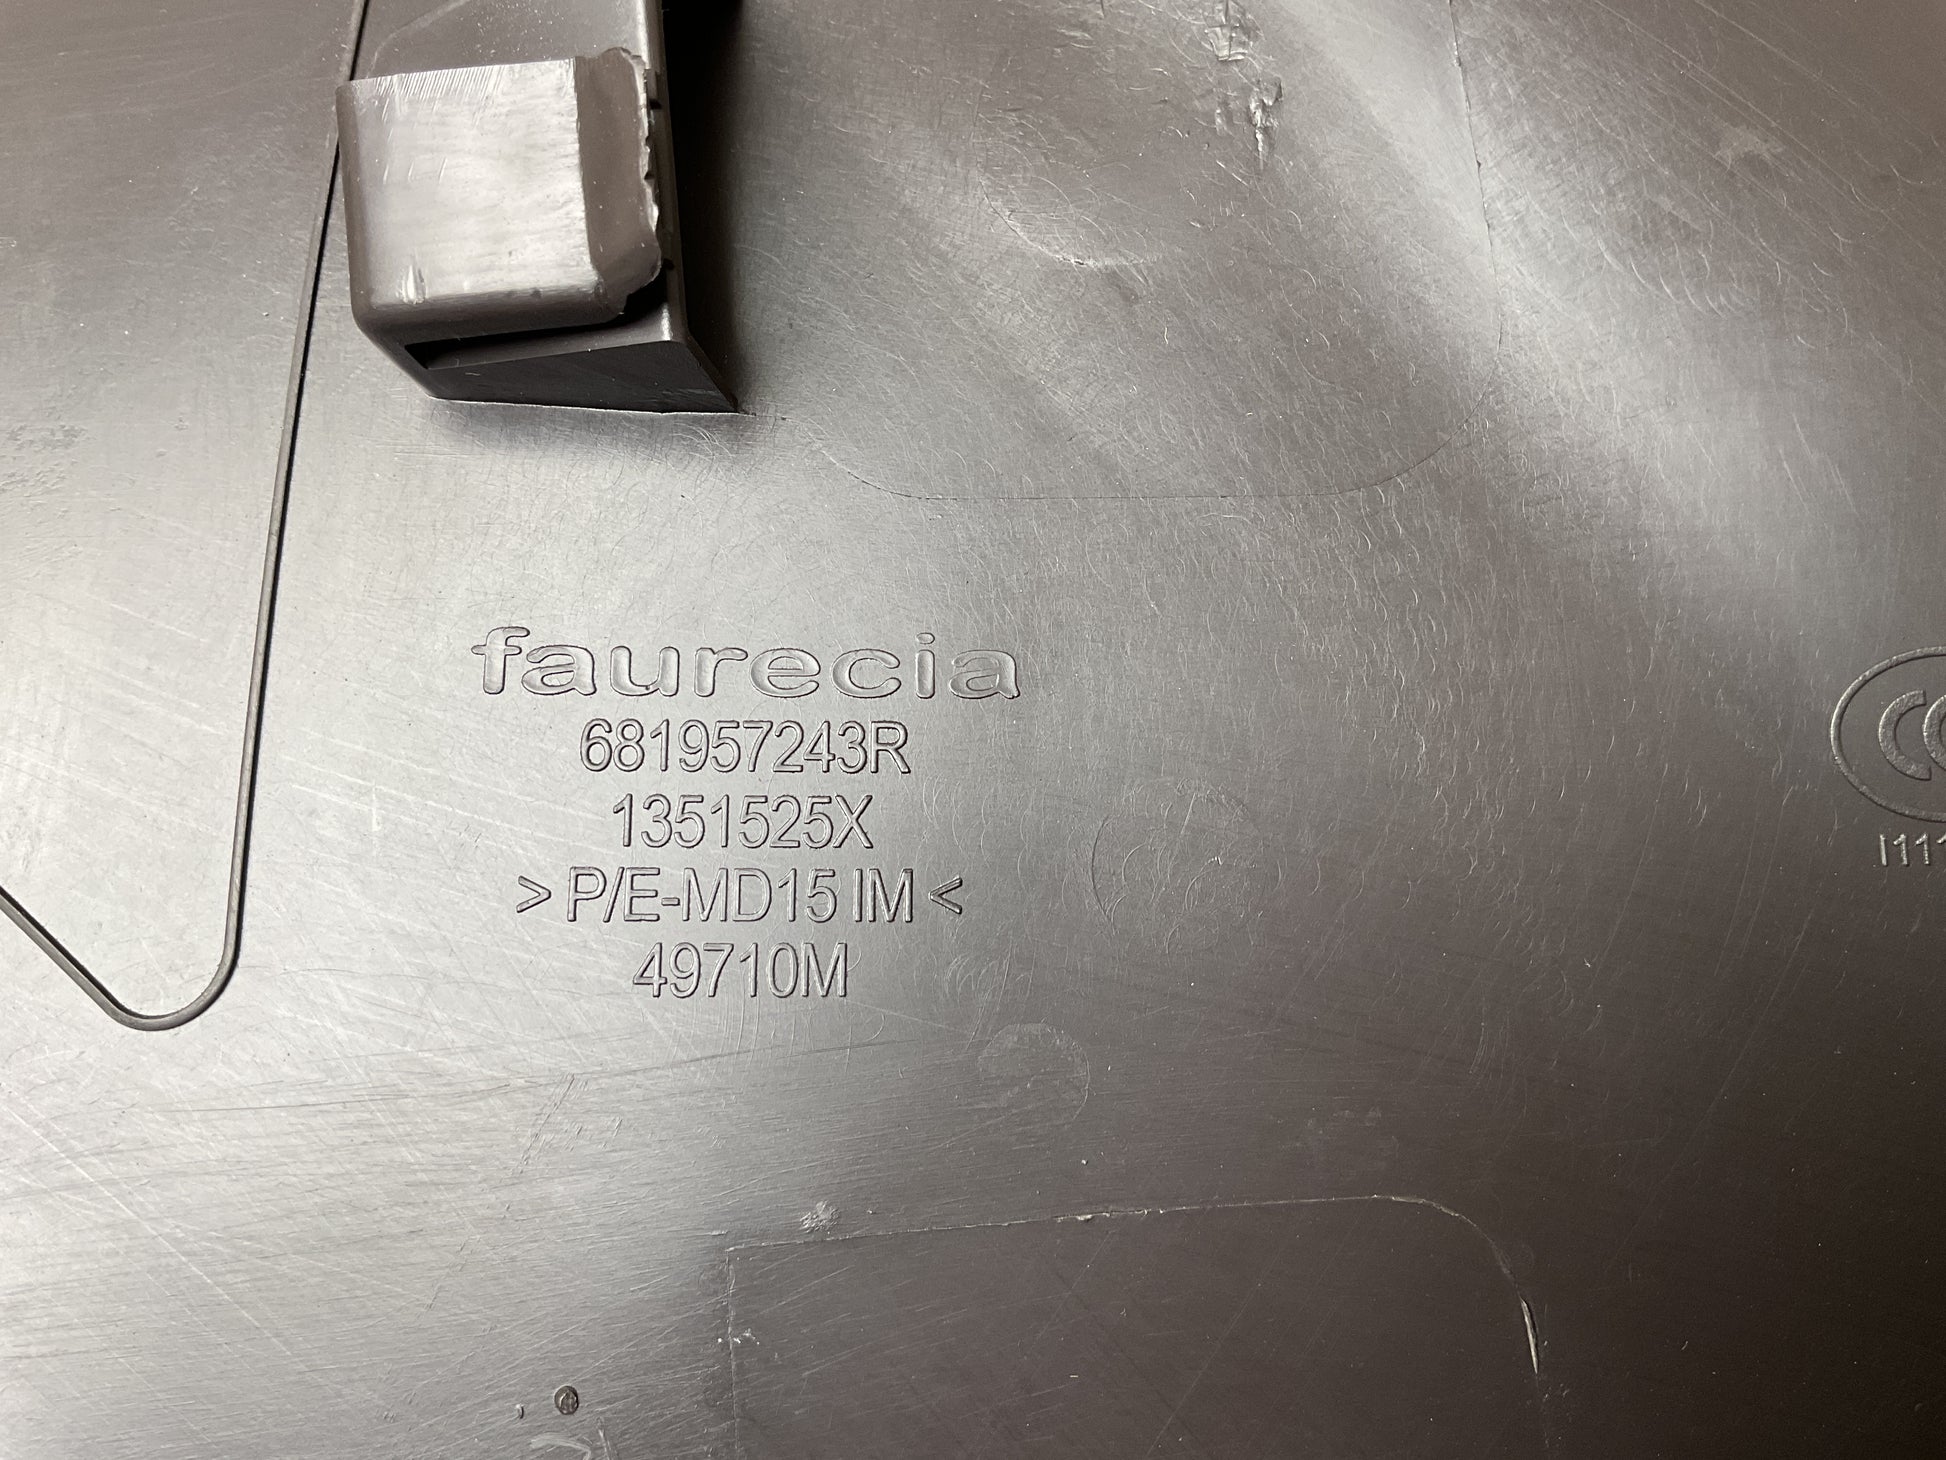 faurecia
681957243R
1351525X
>P/E-MD15 IM<
49710M